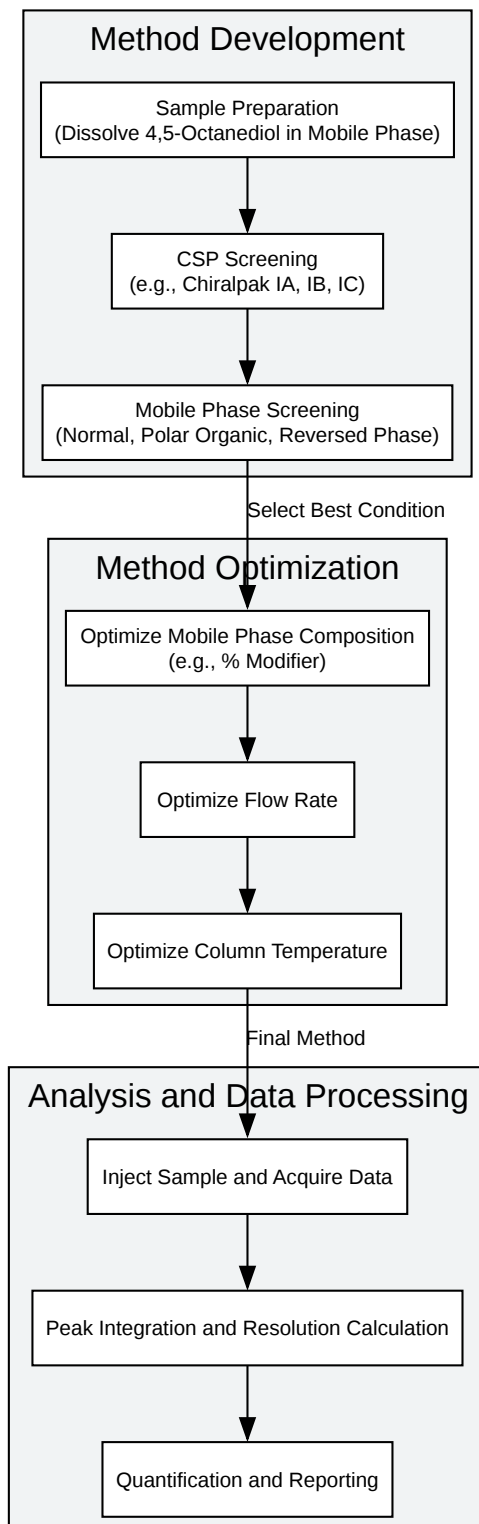 Method Development
Sample Preparation
(Dissolve 4,5-Octanediol in Mobile Phase)
CSP Screening
(e.g., Chiralpak IA, IB, IC)
Mobile Phase Screening
(Normal, Polar Organic, Reversed Phase)
Select Best Condition
Method Optimization
Optimize Mobile Phase Composition
(e.g., % Modifier)
Optimize Flow Rate
Optimize Column Temperature
Final Method
Analysis and Data Processing
Inject Sample and Acquire Data
Peak Integration and Resolution Calculation
Quantification and Reporting